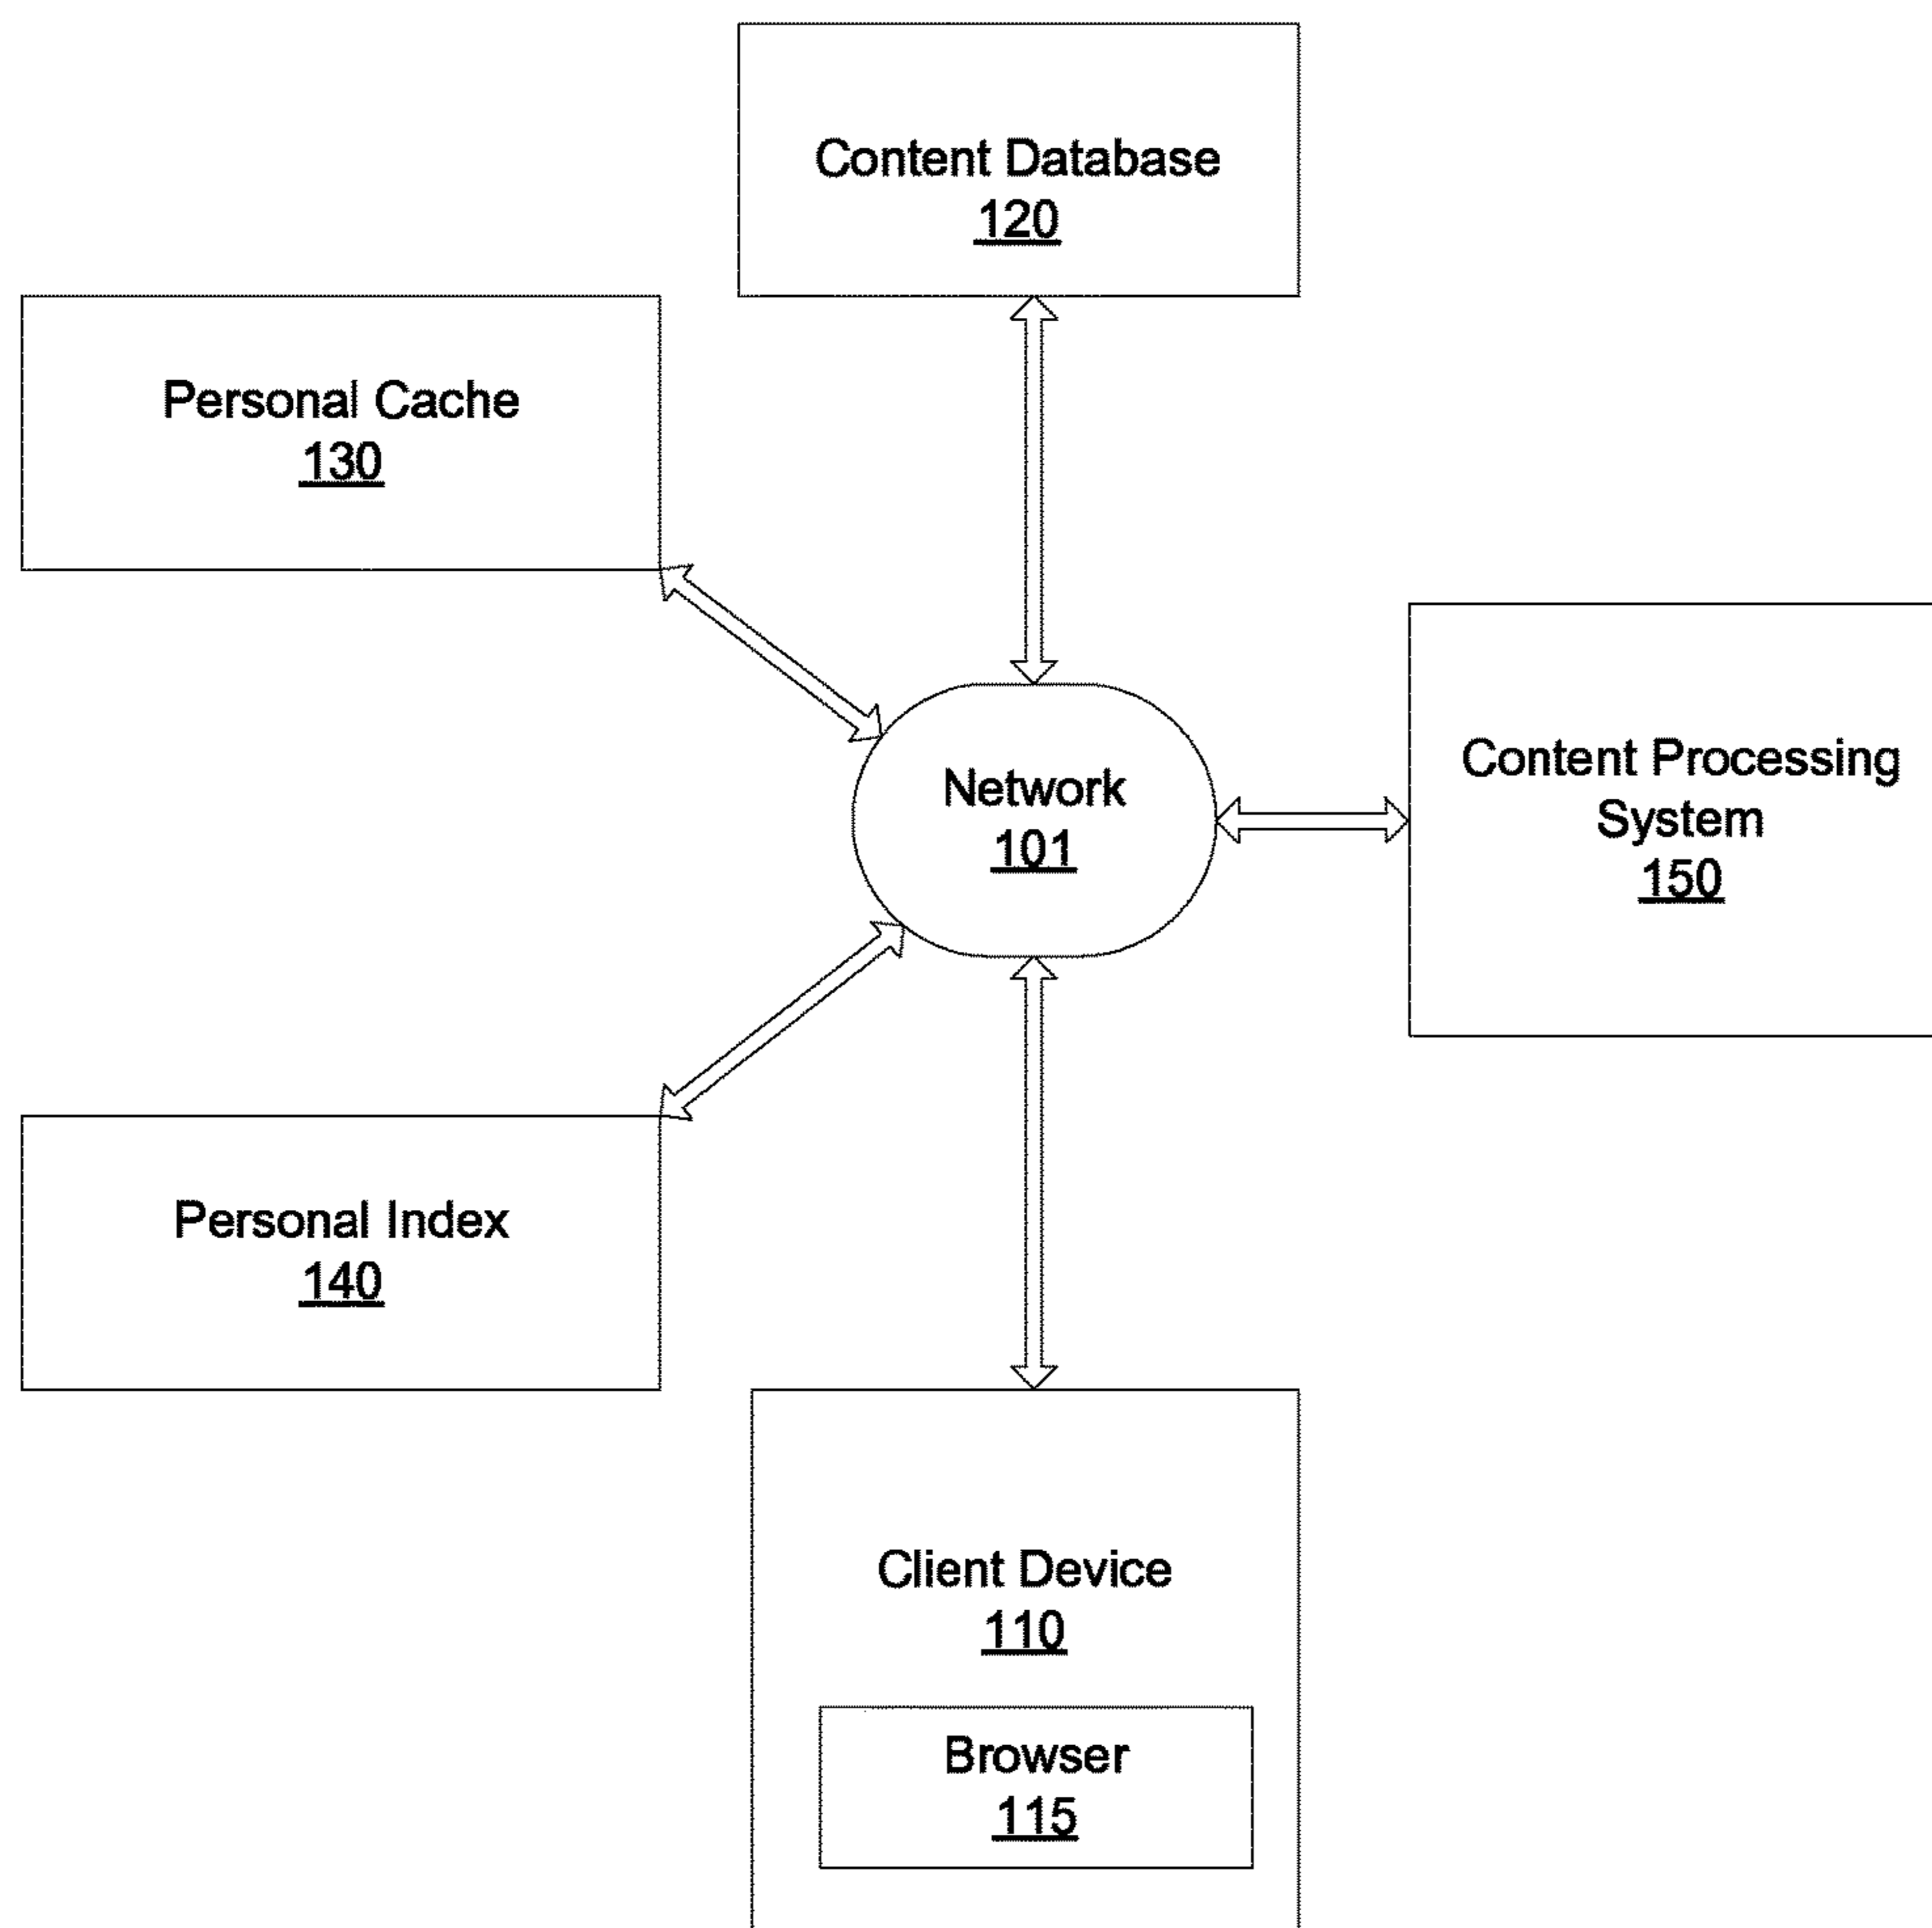 Content Database
120
Personal Cache
130
Network
101
Content Processing
System
150
Personal Index
140
Client Device
110
Browser
115